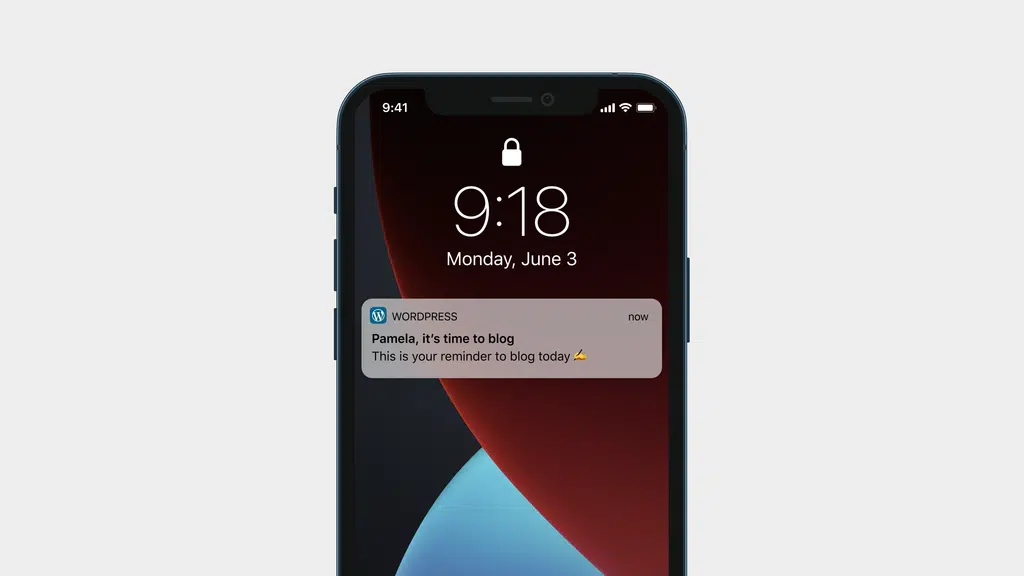 9:41
9:18
Monday, June 3
WORDPRESS now
Pamela, it's time to blog
This is your reminder to blog today ✍️